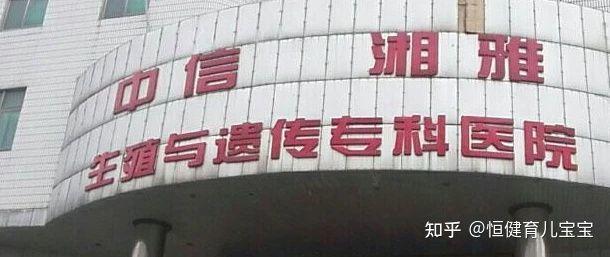 中信 湘雅
生殖与遗传专科医院
知乎 @恒健育儿宝宝